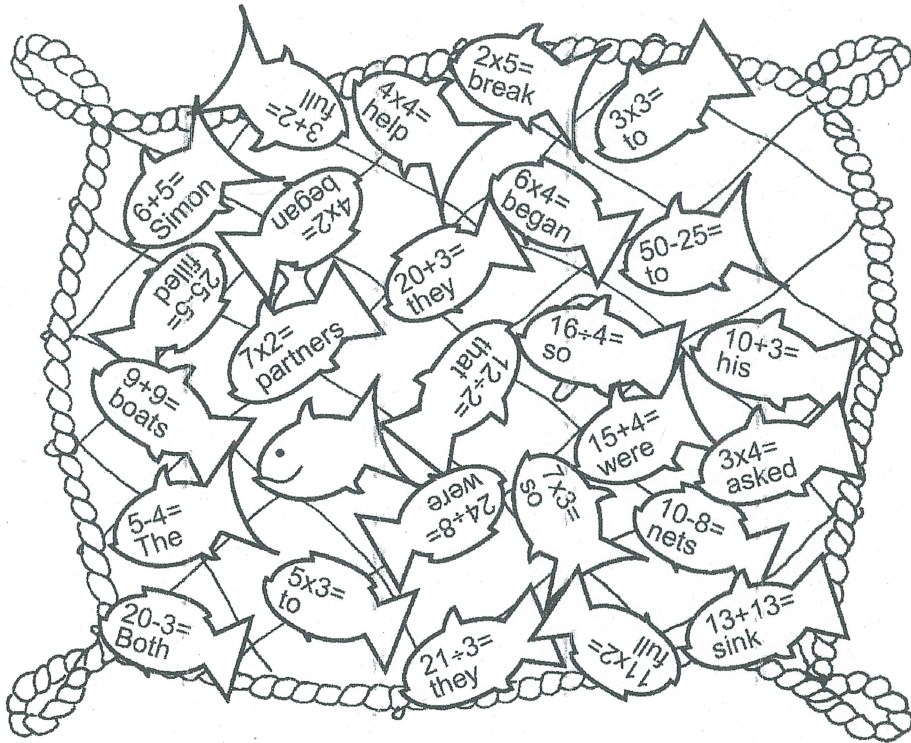 3+2=
full
4x4=
help
2x5=
break
3x3=
to
6+5=
Simon
4x2=
began
6x4=
began
50-25=
to
25-5=
filled
7x2=
partners
20+3=
they
16÷4=
so
10+3=
his
9+9=
boats
12÷2=
that
15+4=
were
3x4=
asked
5-4=
The
24÷8=
were
7x3=
so
10-8=
nets
20-3=
Both
5x3=
to
21÷3=
they
11x2=
full
13+13=
sink